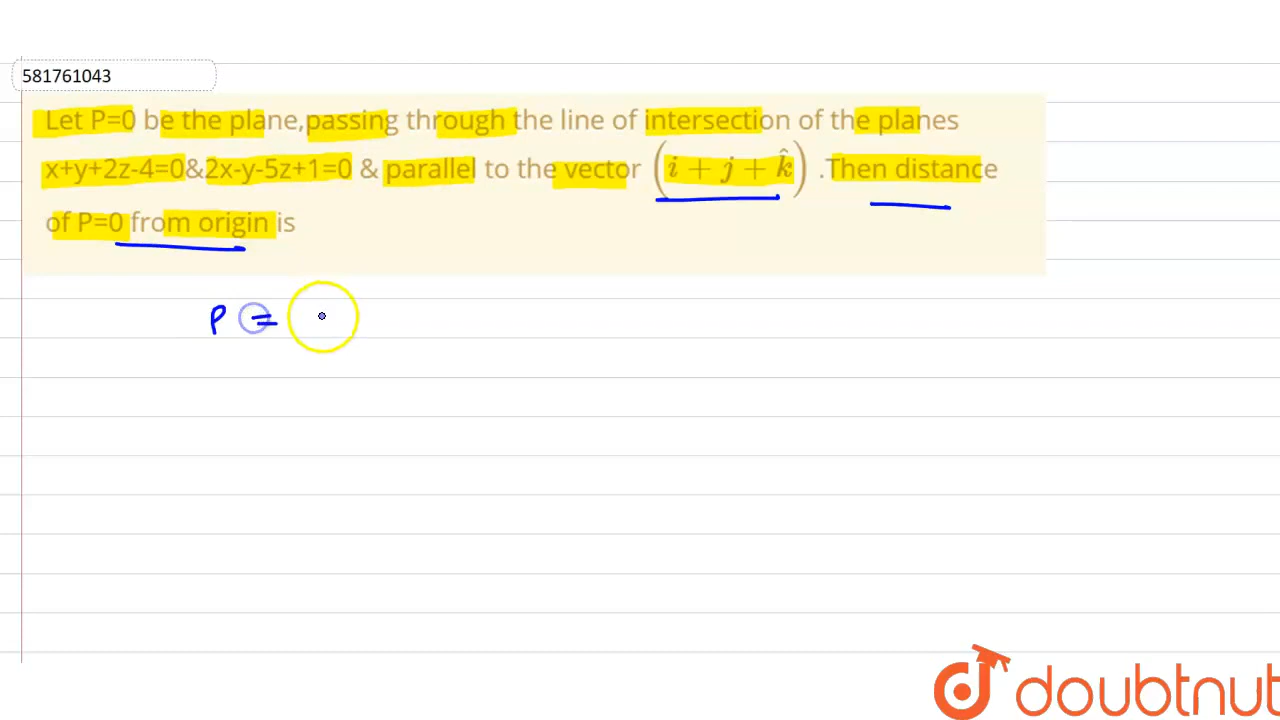 581761043
Let P=0 be the plane,passing through the line of intersection of the planes
x+y+2z-4=0&2x-y-5z+1=0 & parallel to the vector (i + j + k̂) .Then distance
of P=0 from origin is
P =
doubtnut